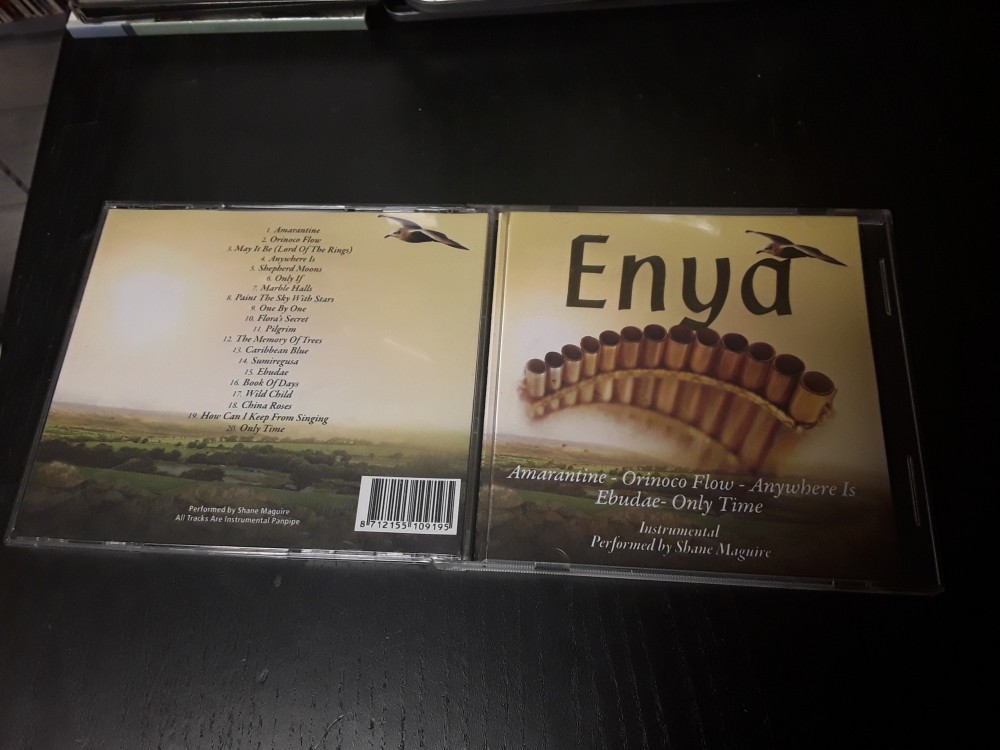 1. Amarantine
2. Orinoco Flow
3. May It Be (Lord Of The Rings)
4. Anywhere Is
5. Shepherd Moons
6. Only If
7. Marble Halls
8. Paint The Sky With Stars
9. One By One
10. Flora's Secret
11. Pilgrim
12. The Memory Of Trees
13. Caribbean Blue
14. Sumiregusa
15. Ebudae
16. Book Of Days
17. Wild Child
18. China Roses
19. How Can I Keep From Singing
20. Only Time
Performed by Shane Maguire
All Tracks Are Instrumental Panpipe
8 712155 109195
Enya
Amarantine - Orinoco Flow - Anywhere Is
Ebudae- Only Time
Instrumental
Performed by Shane Maguire